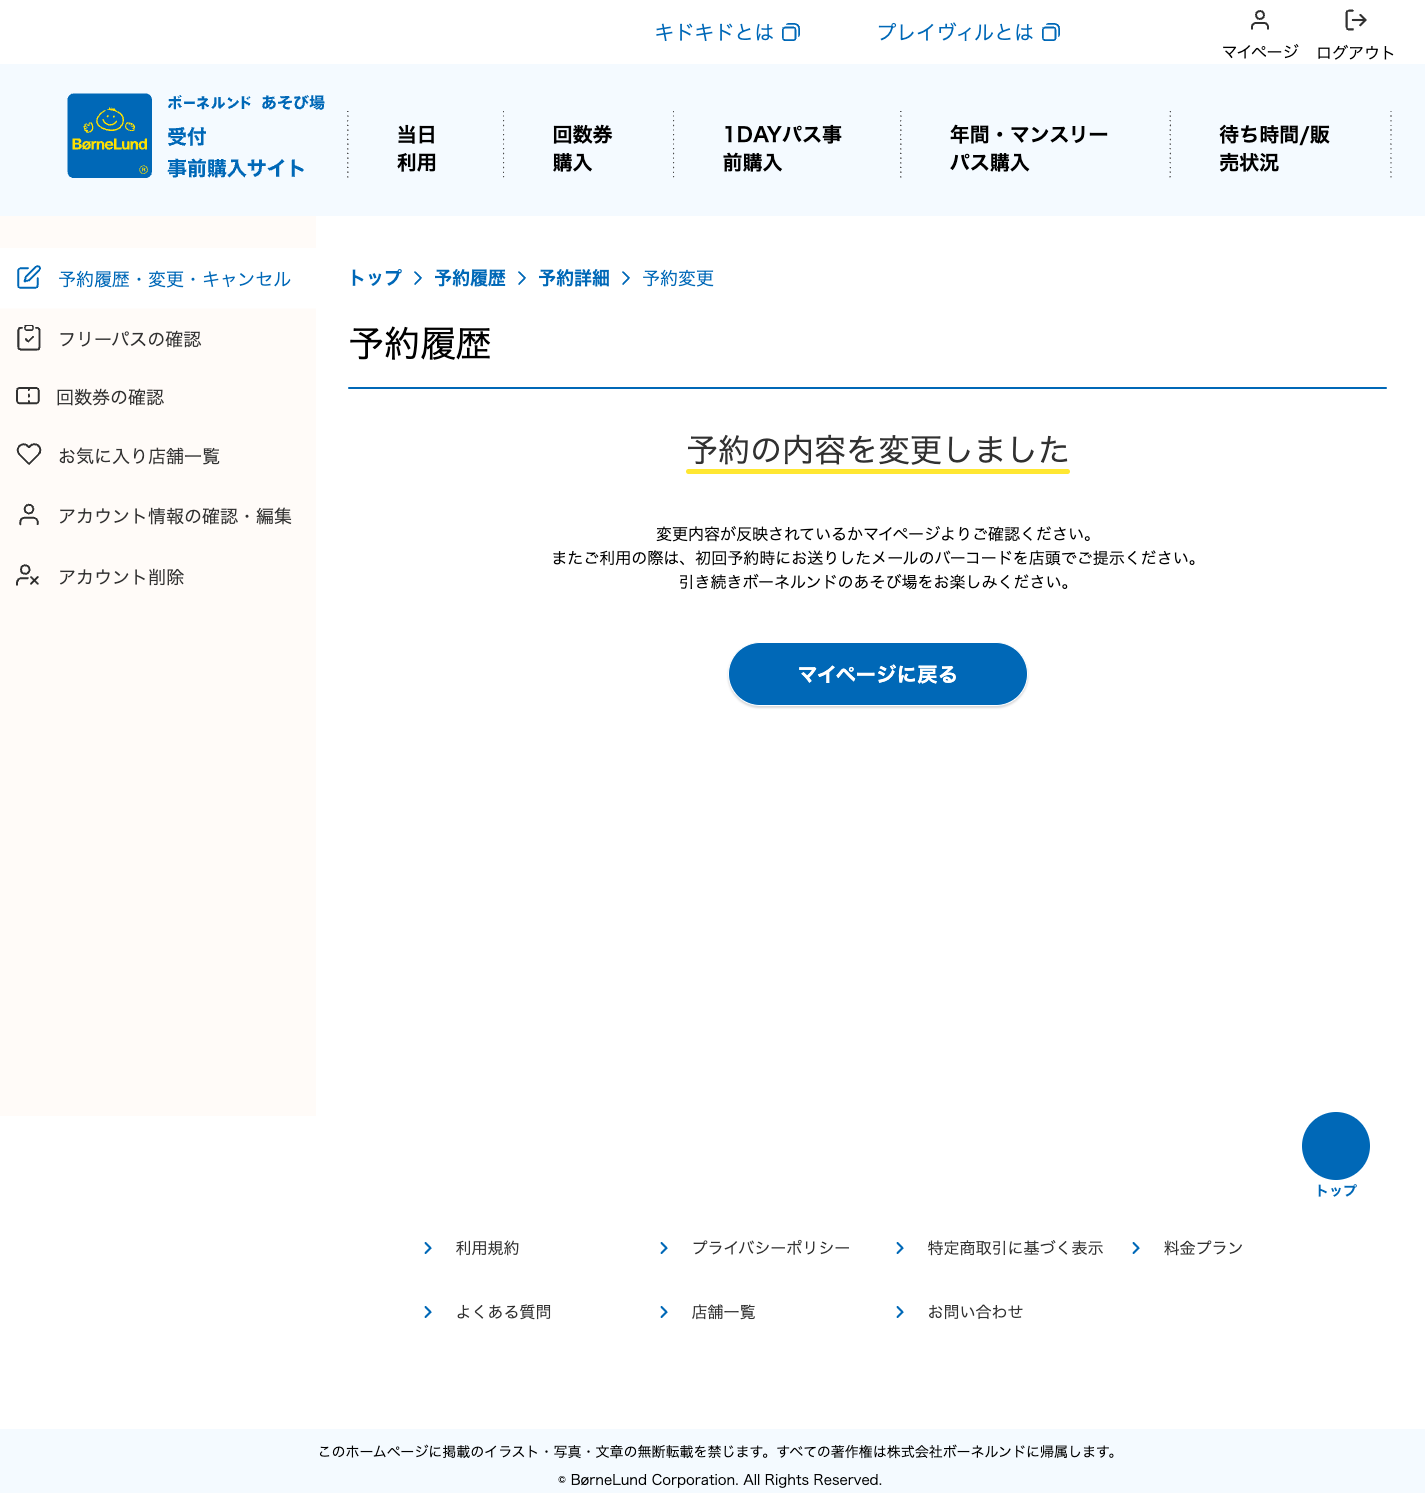 キドキドとは
プレイヴィルとは
マイページ
ログアウト
BørneLund
ボーネルンド あそび場
受付
事前購入サイト
当日
利用
回数券
購入
1DAYパス事
前購入
年間・マンスリー
パス購入
待ち時間/販
売状況
予約履歴・変更・キャンセル
フリーパスの確認
回数券の確認
お気に入り店舗一覧
アカウント情報の確認・編集
アカウント削除
トップ > 予約履歴 > 予約詳細 > 予約変更
予約履歴
予約の内容を変更しました
変更内容が反映されているかマイページよりご確認ください。
またご利用の際は、初回予約時にお送りしたメールのバーコードを店頭でご提示ください。
引き続きボーネルンドのあそび場をお楽しみください。
マイページに戻る
トップ
利用規約
プライバシーポリシー
特定商取引に基づく表示
料金プラン
よくある質問
店舗一覧
お問い合わせ
このホームページに掲載のイラスト・写真・文章の無断転載を禁じます。すべての著作権は株式会社ボーネルンドに帰属します。
© BørneLund Corporation. All Rights Reserved.